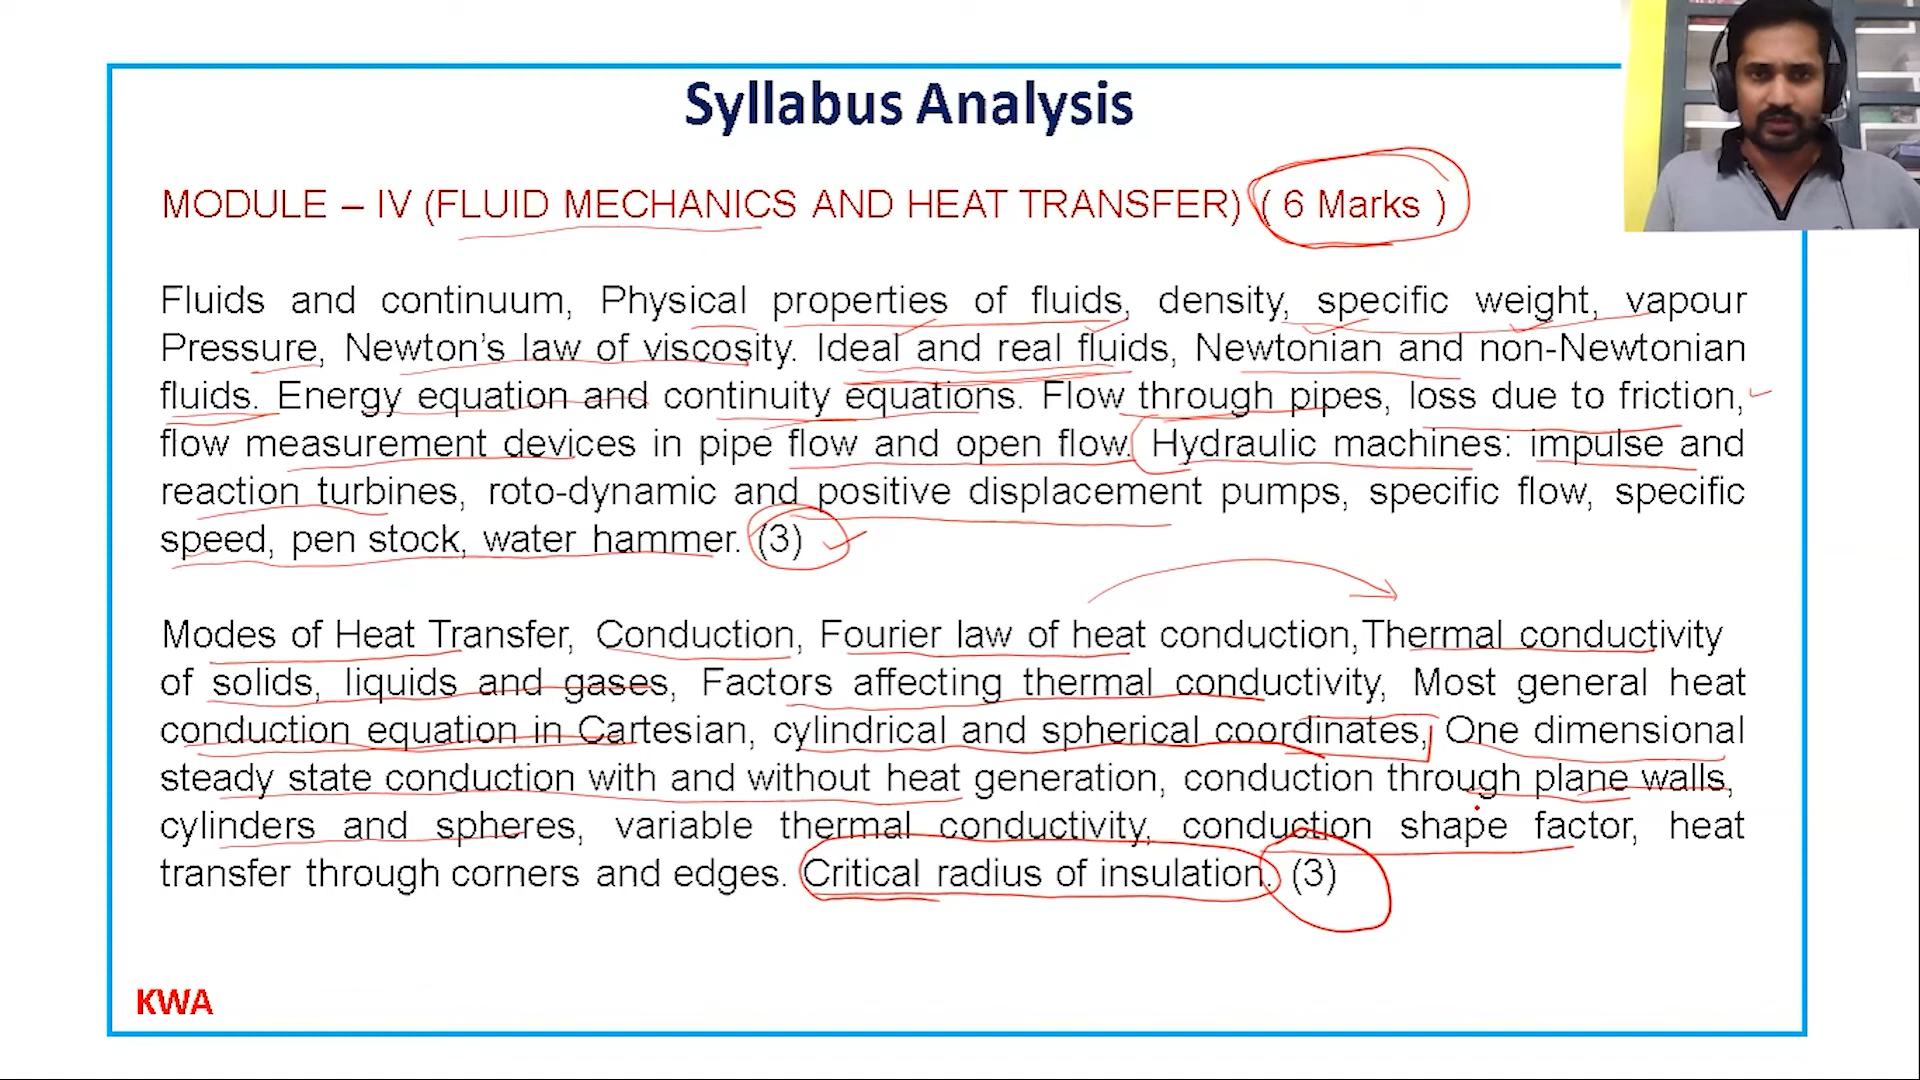 Syllabus Analysis
MODULE – IV (FLUID MECHANICS AND HEAT TRANSFER) ( 6 Marks )
Fluids and continuum, Physical properties of fluids, density, specific weight, vapour
Pressure, Newton’s law of viscosity. Ideal and real fluids, Newtonian and non-Newtonian
fluids. Energy equation and continuity equations. Flow through pipes, loss due to friction,
flow measurement devices in pipe flow and open flow. Hydraulic machines: impulse and
reaction turbines, roto-dynamic and positive displacement pumps, specific flow, specific
speed, pen stock, water hammer. (3)
Modes of Heat Transfer, Conduction, Fourier law of heat conduction,Thermal conductivity
of solids, liquids and gases, Factors affecting thermal conductivity, Most general heat
conduction equation in Cartesian, cylindrical and spherical coordinates, One dimensional
steady state conduction with and without heat generation, conduction through plane walls,
cylinders and spheres, variable thermal conductivity, conduction shape factor, heat
transfer through corners and edges. Critical radius of insulation. (3)
KWA